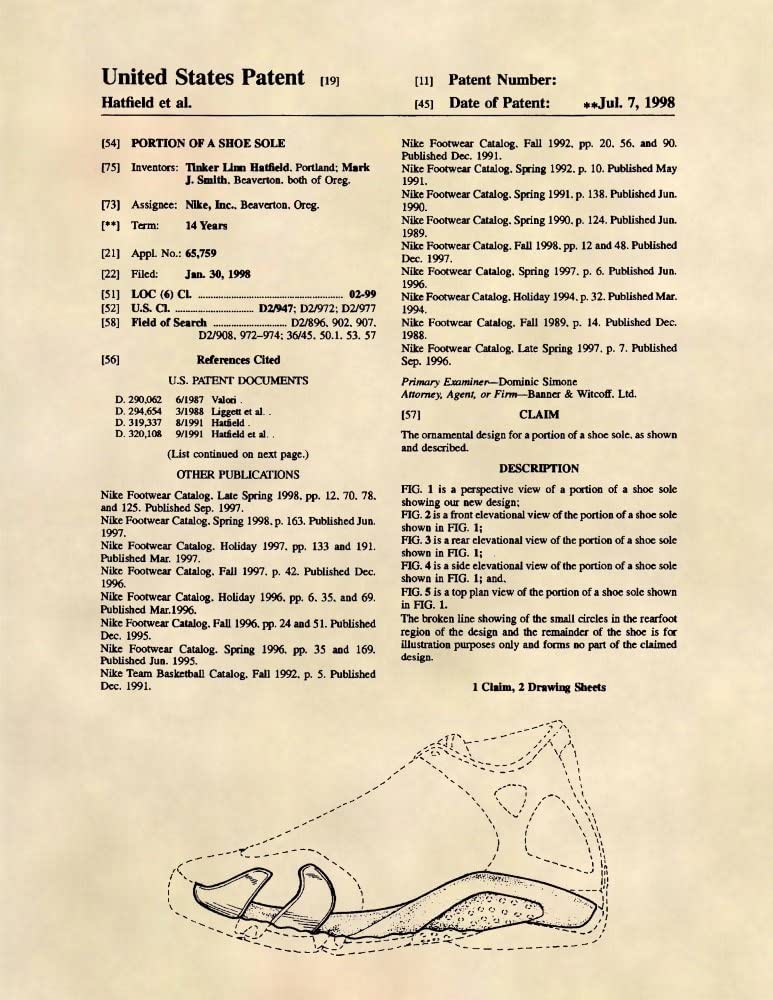 United States Patent [19]
Hatfield et al.
[11] Patent Number:
[45] Date of Patent: **Jul. 7, 1998
[54] PORTION OF A SHOE SOLE
[75] Inventors: Tinker Linn Hatfield, Portland; Mark
J. Smith, Beaverton, both of Oreg.
[73] Assignee: Nike, Inc., Beaverton, Oreg.
[**] Term: 14 Years
[21] Appl. No.: 65,759
[22] Filed: Jan. 30, 1998
[51] LOC (6) Cl. .................................................. 02-99
[52] U.S. Cl. ........................... D2/947; D2/972; D2/977
[58] Field of Search .......................... D2/896, 902, 907,
D2/908, 972-974; 36/45, 50.1, 53, 57
[56] References Cited
U.S. PATENT DOCUMENTS
D. 290,062 6/1987 Valori .
D. 294,654 3/1988 Liggett et al. .
D. 319,337 8/1991 Hatfield .
D. 320,108 9/1991 Hatfield et al. .
(List continued on next page.)
OTHER PUBLICATIONS
Nike Footwear Catalog, Late Spring 1998, pp. 12, 70, 78,
and 125. Published Sep. 1997.
Nike Footwear Catalog, Spring 1998, p. 163. Published Jun.
1997.
Nike Footwear Catalog, Holiday 1997, pp. 133 and 191.
Published Mar. 1997.
Nike Footwear Catalog, Fall 1997, p. 42. Published Dec.
1996.
Nike Footwear Catalog, Holiday 1996, pp. 6, 35, and 69.
Published Mar.1996.
Nike Footwear Catalog, Fall 1996, pp. 24 and 51. Published
Dec. 1995.
Nike Footwear Catalog, Spring 1996, pp. 35 and 169.
Published Jun. 1995.
Nike Team Basketball Catalog, Fall 1992, p. 5. Published
Dec. 1991.
Nike Footwear Catalog, Fall 1992, pp. 20, 56, and 90.
Published Dec. 1991.
Nike Footwear Catalog, Spring 1992, p. 10. Published May
1991.
Nike Footwear Catalog, Spring 1991, p. 138. Published Jun.
1990.
Nike Footwear Catalog, Spring 1990, p. 124. Published Jun.
1989.
Nike Footwear Catalog, Fall 1998, pp. 12 and 48. Published
Dec. 1997.
Nike Footwear Catalog, Spring 1997, p. 6. Published Jun.
1996.
Nike Footwear Catalog, Holiday 1994, p. 32. Published Mar.
1994.
Nike Footwear Catalog, Fall 1989, p. 14. Published Dec.
1988.
Nike Footwear Catalog, Late Spring 1997, p. 7. Published
Sep. 1996.
Primary Examiner—Dominic Simone
Attorney, Agent, or Firm—Banner & Witcoff, Ltd.
[57] CLAIM
The ornamental design for a portion of a shoe sole, as shown
and described.
DESCRIPTION
FIG. 1 is a perspective view of a portion of a shoe sole
showing our new design;
FIG. 2 is a front elevational view of the portion of a shoe sole
shown in FIG. 1;
FIG. 3 is a rear elevational view of the portion of a shoe sole
shown in FIG. 1;
FIG. 4 is a side elevational view of the portion of a shoe sole
shown in FIG. 1; and,
FIG. 5 is a top plan view of the portion of a shoe sole shown
in FIG. 1.
The broken line showing of the small circles in the rearfoot
region of the design and the remainder of the shoe is for
illustration purposes only and forms no part of the claimed
design.
1 Claim, 2 Drawing Sheets